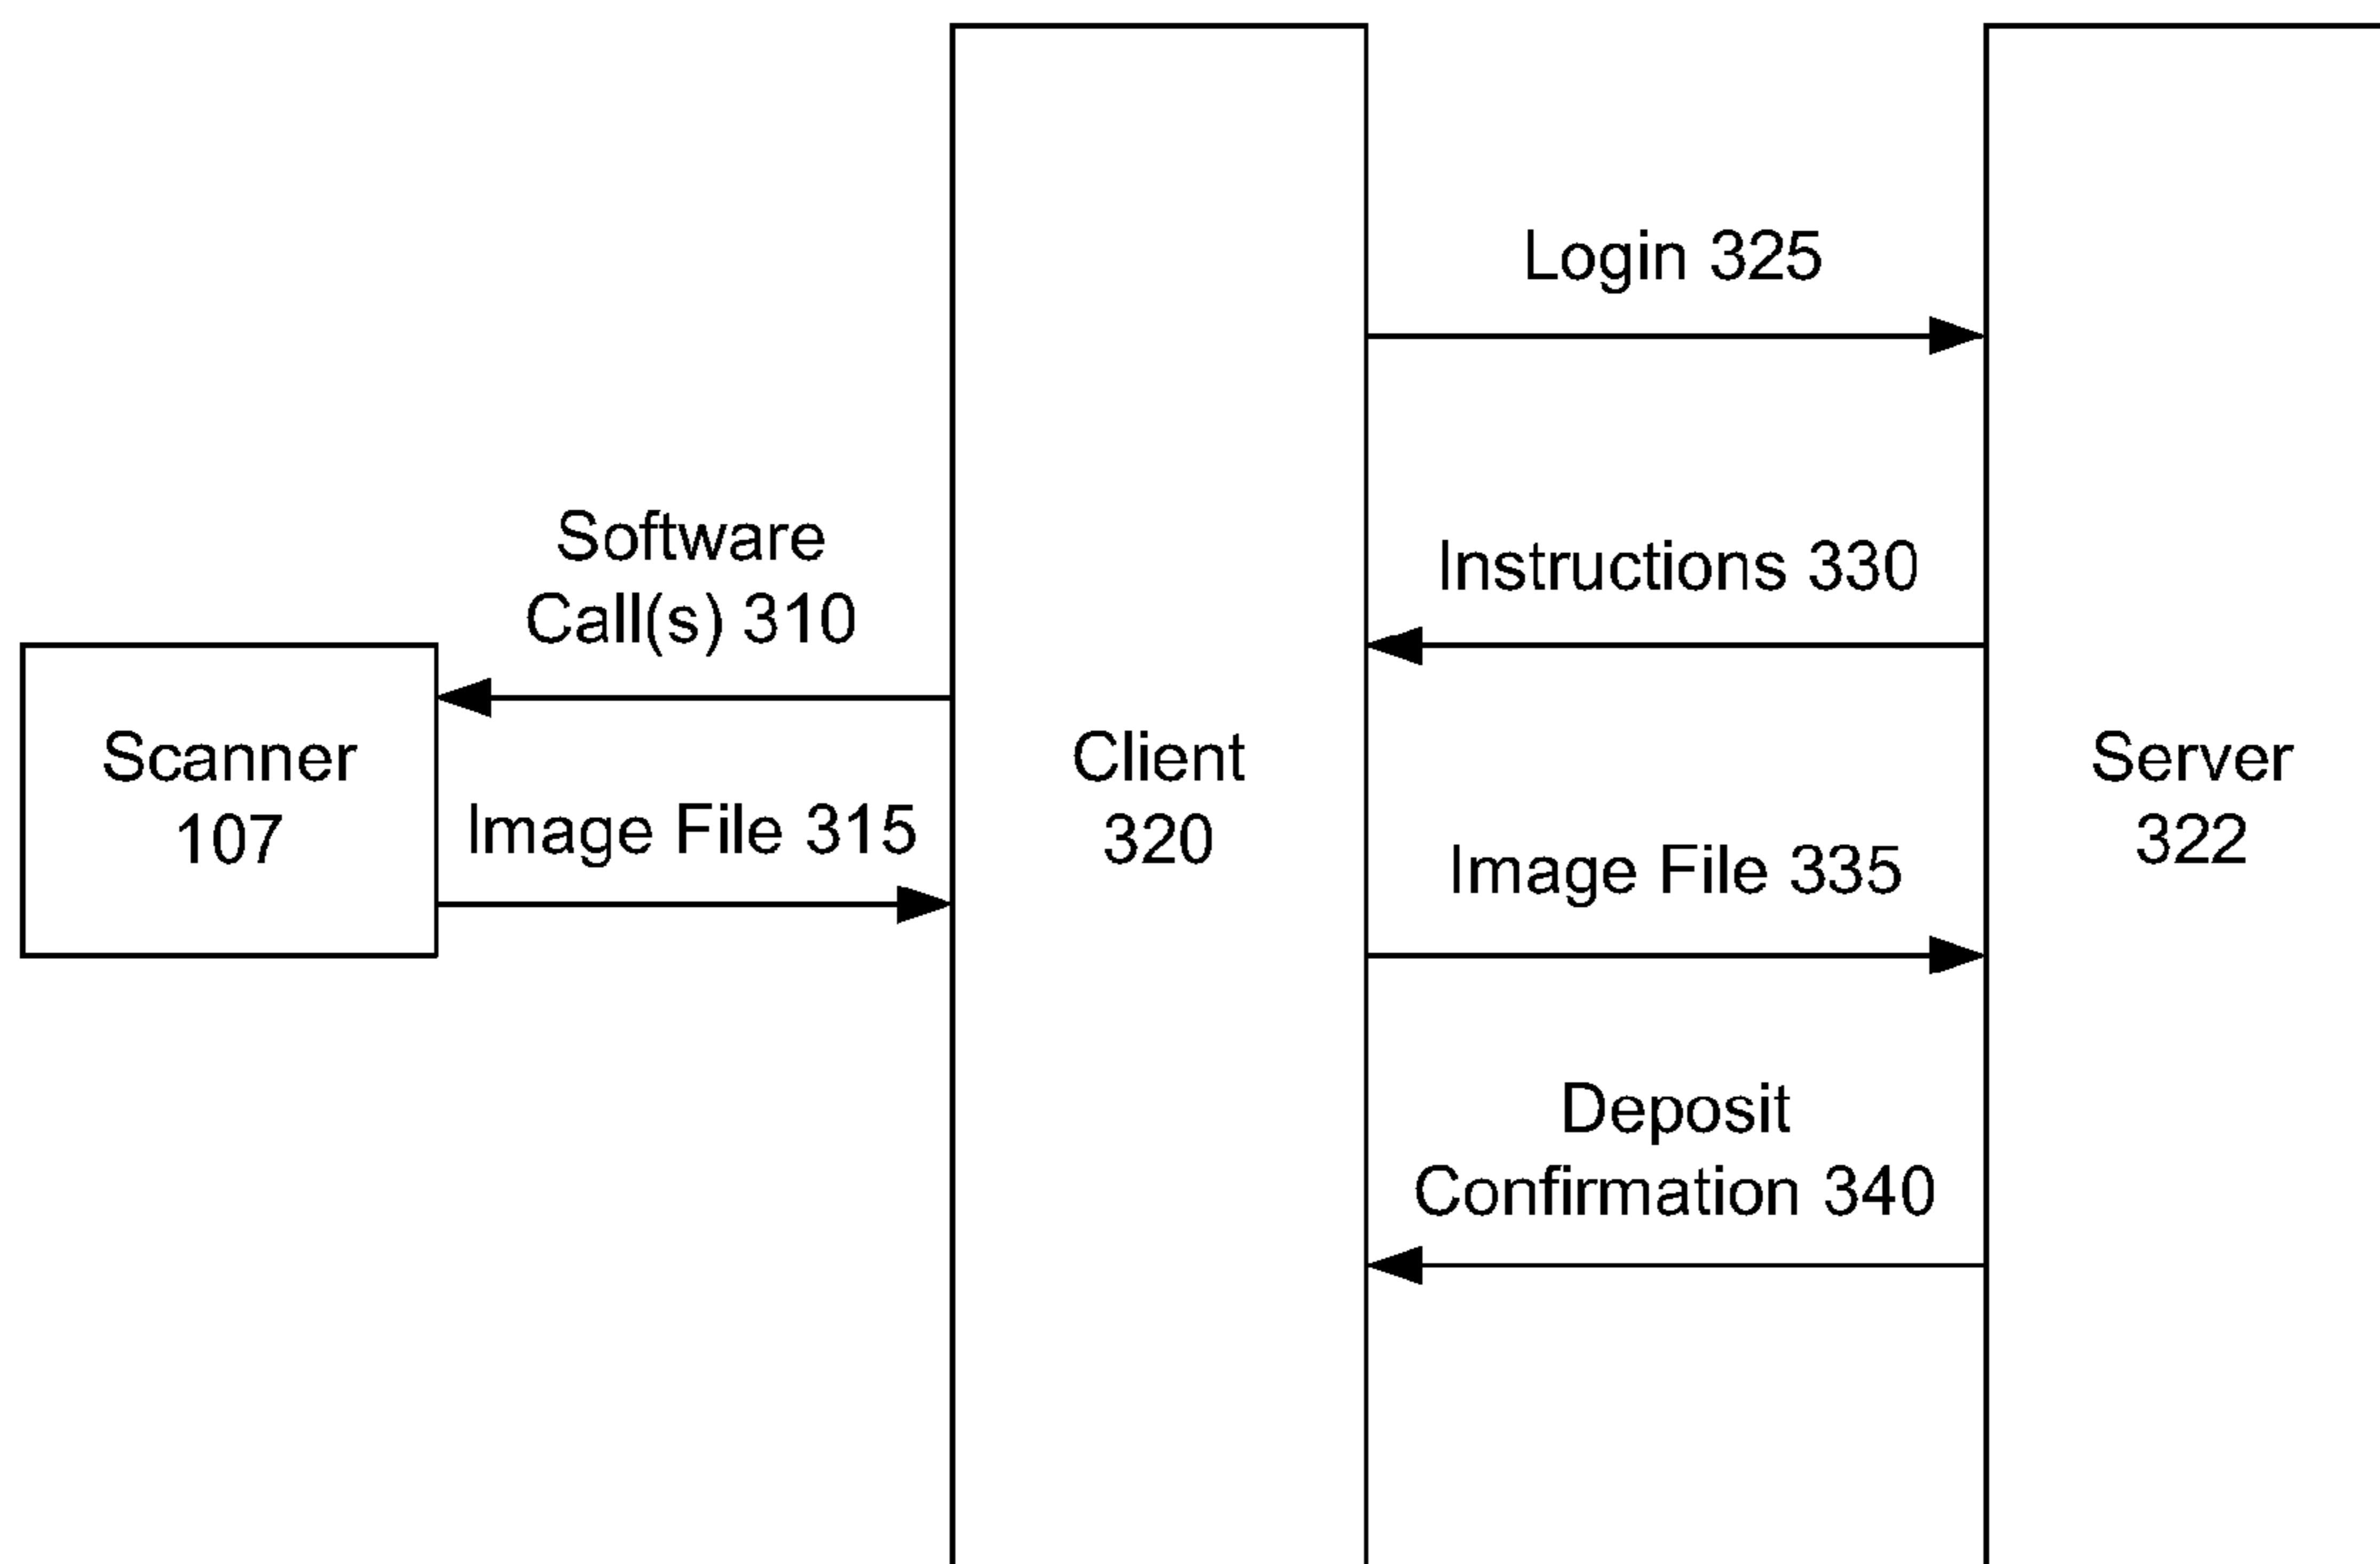 Login 325
Software
Call(s) 310
Instructions 330
Scanner
107
Image File 315
Client
320
Server
322
Image File 335
Deposit
Confirmation 340